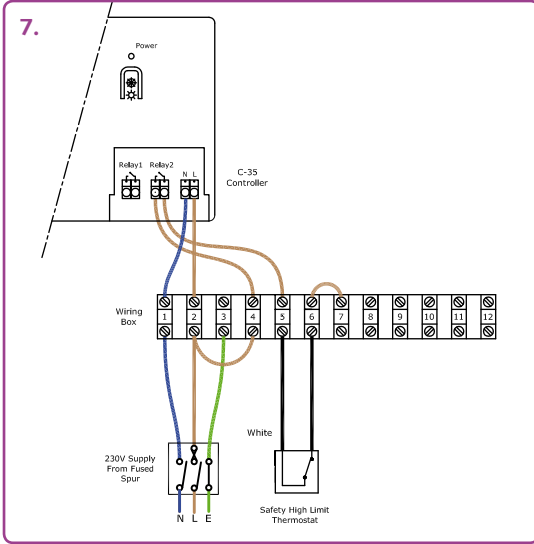 7.
Power
Relay1 Relay2
N L
C-35
Controller
Wiring
Box
1 2 3 4 5 6 7 8 9 10 11 12
White
230V Supply
From Fused
Spur
N L E
Safety High Limit
Thermostat